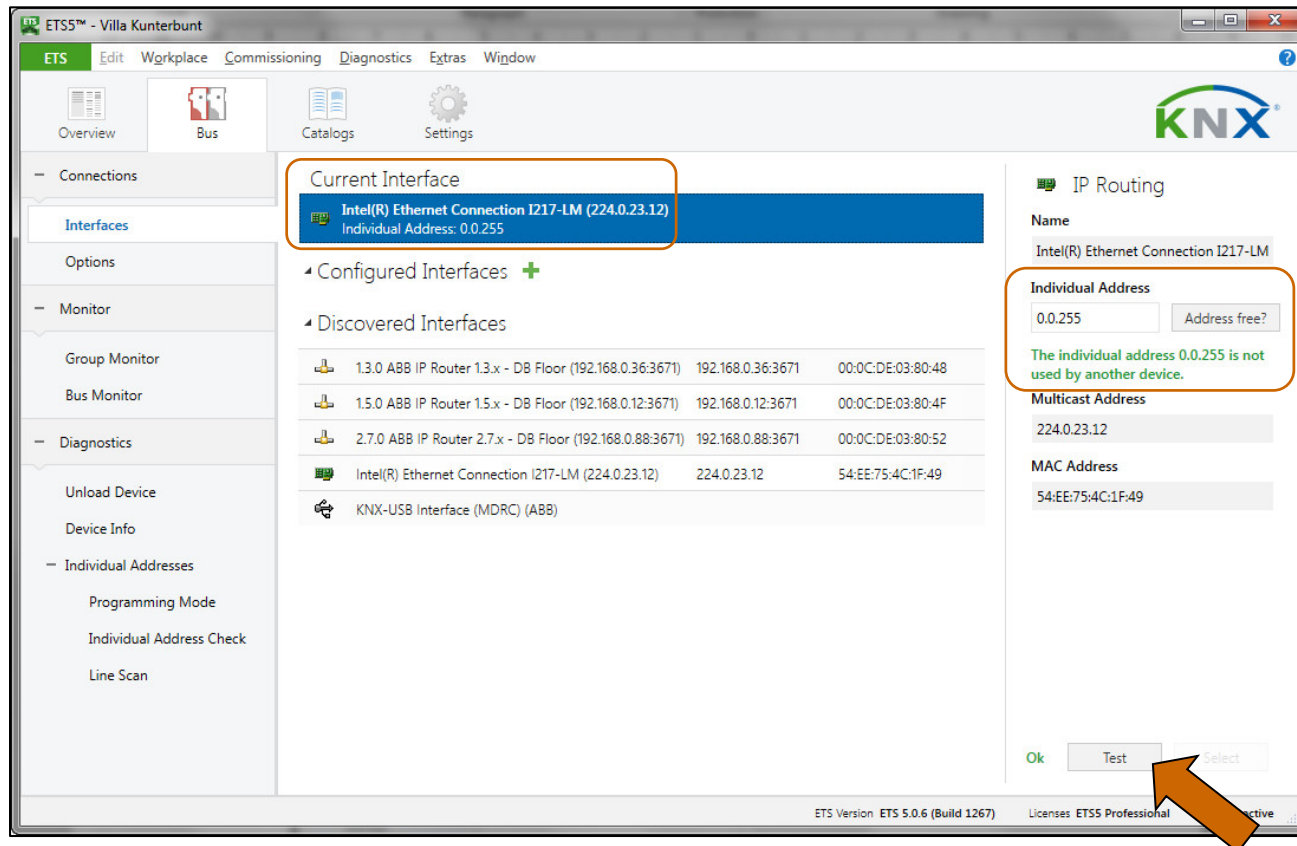 ETS5™ - Villa Kunterbunt
ETS Edit Workplace Commissioning Diagnostics Extras Window
Overview Bus Catalogs Settings
KNX®
Connections
Interfaces
Options
Monitor
Group Monitor
Bus Monitor
Diagnostics
Unload Device
Device Info
Individual Addresses
Programming Mode
Individual Address Check
Line Scan
Current Interface
Intel(R) Ethernet Connection I217-LM (224.0.23.12)
Individual Address: 0.0.255
Configured Interfaces
Discovered Interfaces
1.3.0 ABB IP Router 1.3.x - DB Floor (192.168.0.36:3671) 192.168.0.36:3671 00:0C:DE:03:80:48
1.5.0 ABB IP Router 1.5.x - DB Floor (192.168.0.12:3671) 192.168.0.12:3671 00:0C:DE:03:80:4F
2.7.0 ABB IP Router 2.7.x - DB Floor (192.168.0.88:3671) 192.168.0.88:3671 00:0C:DE:03:80:52
Intel(R) Ethernet Connection I217-LM (224.0.23.12) 224.0.23.12 54:EE:75:4C:1F:49
KNX-USB Interface (MDRC) (ABB)
IP Routing
Name
Intel(R) Ethernet Connection I217-LM
Individual Address
0.0.255 Address free?
The individual address 0.0.255 is not
used by another device.
Multicast Address
224.0.23.12
MAC Address
54:EE:75:4C:1F:49
Ok Test Select
ETS Version ETS 5.0.6 (Build 1267) Licenses ETS5 Professional